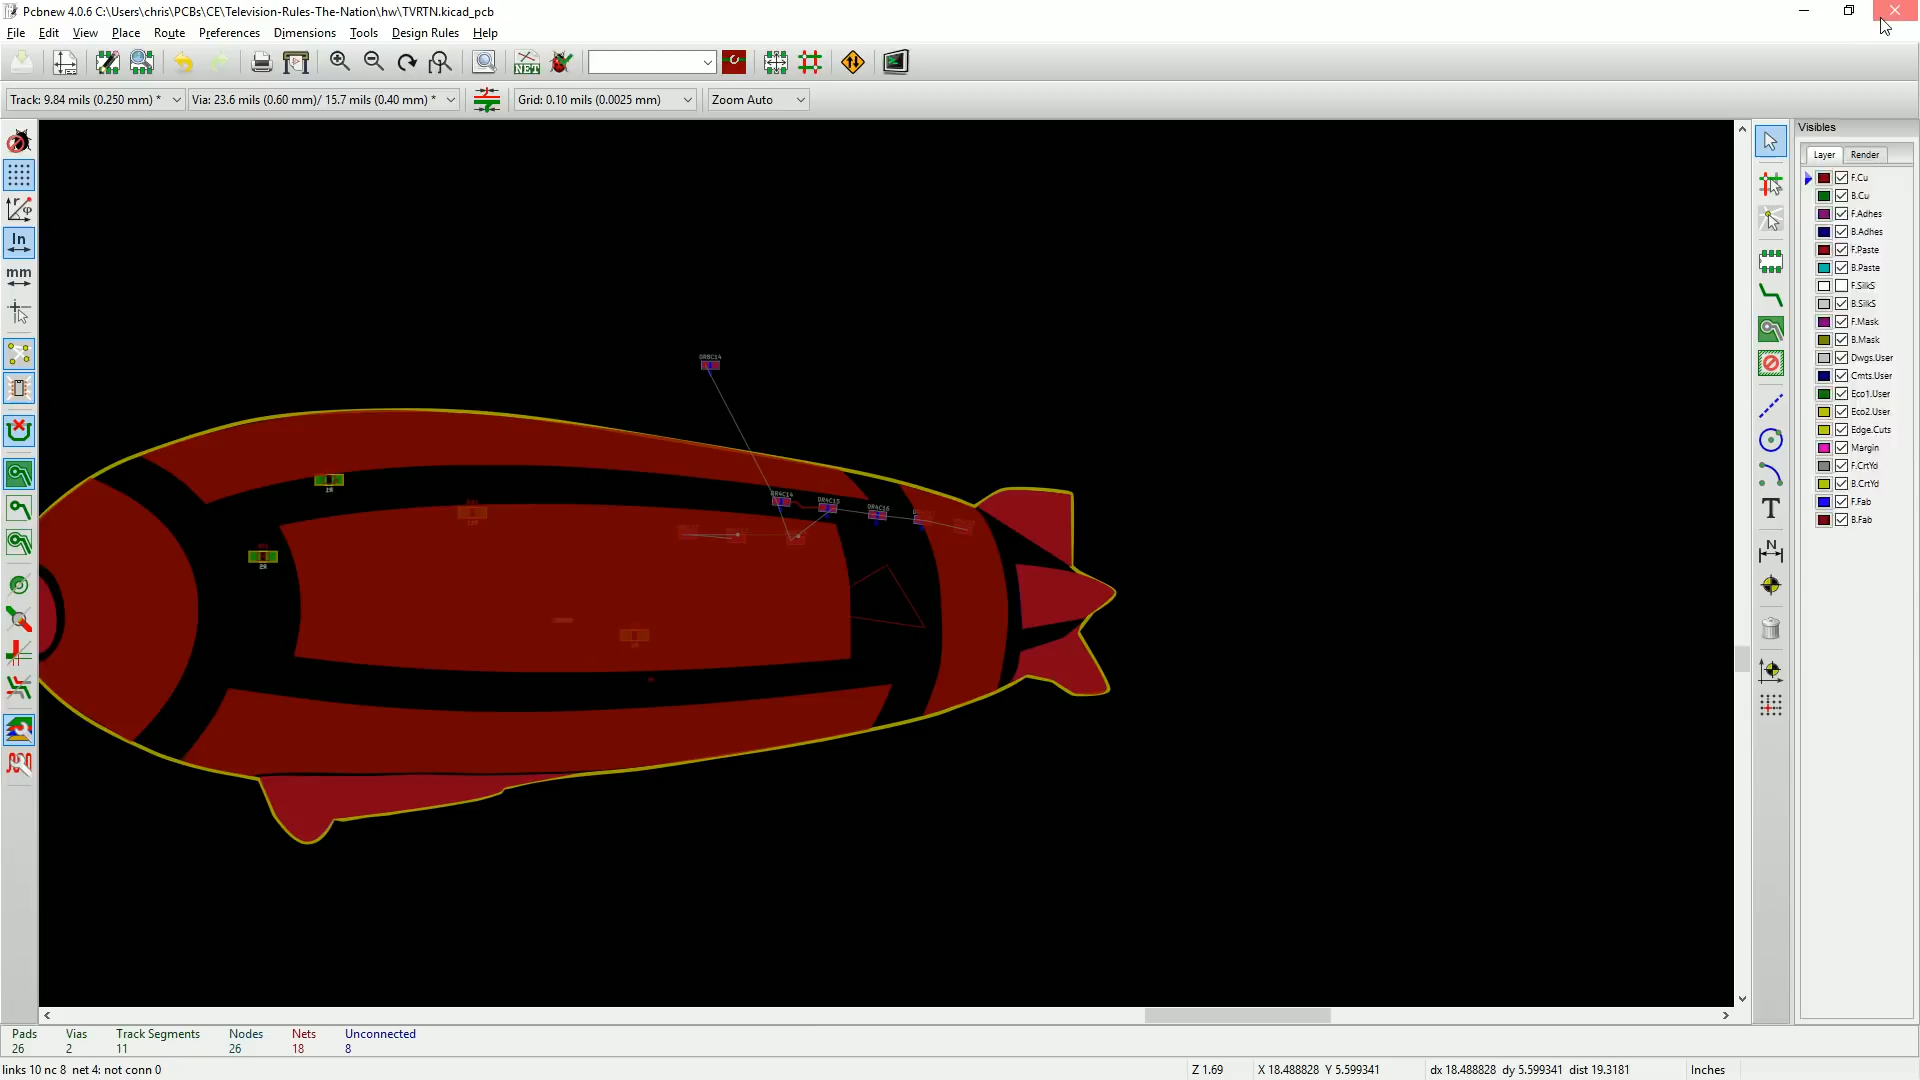 Pcbnew 4.0.6 C:\Users\chris\PCBs\CE\Television-Rules-The-Nation\hw\TVRTN.kicad_pcb
File Edit View Place Route Preferences Dimensions Tools Design Rules Help
NET
Track: 9.84 mils (0.250 mm) * Via: 23.6 mils (0.60 mm)/ 15.7 mils (0.40 mm) * Grid: 0.10 mils (0.0025 mm) Zoom Auto
Visibles
Layer Render
F.Cu
B.Cu
F.Adhes
B.Adhes
F.Paste
B.Paste
F.SilkS
B.SilkS
F.Mask
B.Mask
Dwgs.User
Cmts.User
Eco1.User
Eco2.User
Edge.Cuts
Margin
F.CrtYd
B.CrtYd
F.Fab
B.Fab
In
mm
T
N
DR8C14
DR4C14
DR4C15
DR4C16
Pads Vias Track Segments Nodes Nets Unconnected
26 2 11 26 18 8
links 10 nc 8 net 4: not conn 0 Z 1.69 X 18.488828 Y 5.599341 dx 18.488828 dy 5.599341 dist 19.3181 Inches